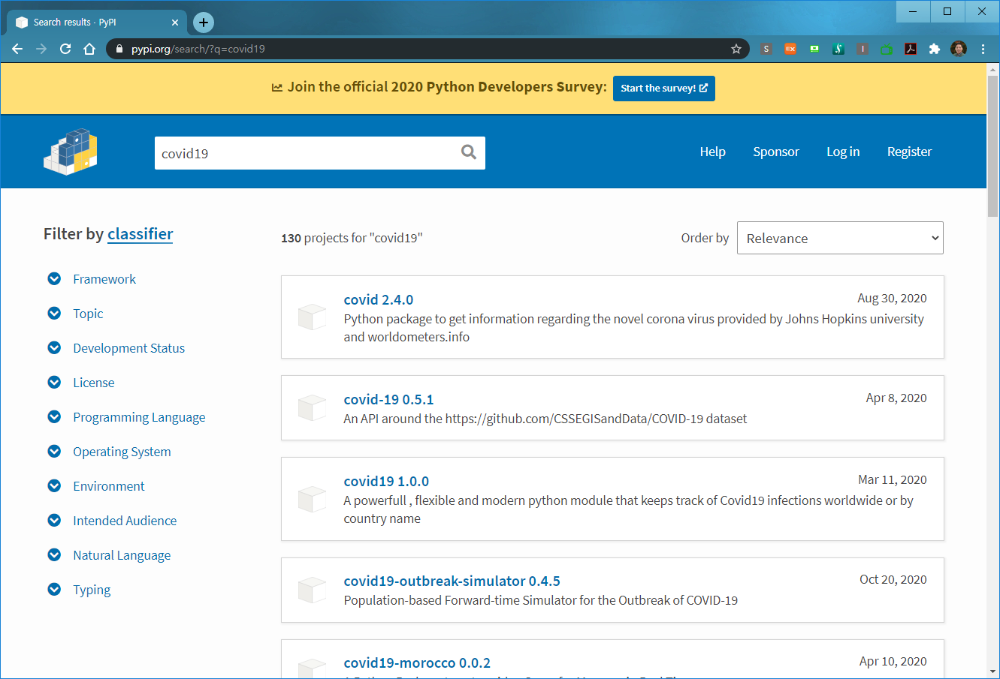 Search results · PyPI
pypi.org/search/?q=covid19
Join the official 2020 Python Developers Survey: Start the survey!
covid19
Help Sponsor Log in Register
Filter by classifier
Framework
Topic
Development Status
License
Programming Language
Operating System
Environment
Intended Audience
Natural Language
Typing
130 projects for "covid19"
Order by Relevance
covid 2.4.0
Aug 30, 2020
Python package to get information regarding the novel corona virus provided by Johns Hopkins university
and worldometers.info
covid-19 0.5.1
Apr 8, 2020
An API around the https://github.com/CSSEGISandData/COVID-19 dataset
covid19 1.0.0
Mar 11, 2020
A powerfull , flexible and modern python module that keeps track of Covid19 infections worldwide or by
country name
covid19-outbreak-simulator 0.4.5
Oct 20, 2020
Population-based Forward-time Simulator for the Outbreak of COVID-19
covid19-morocco 0.0.2
Apr 10, 2020